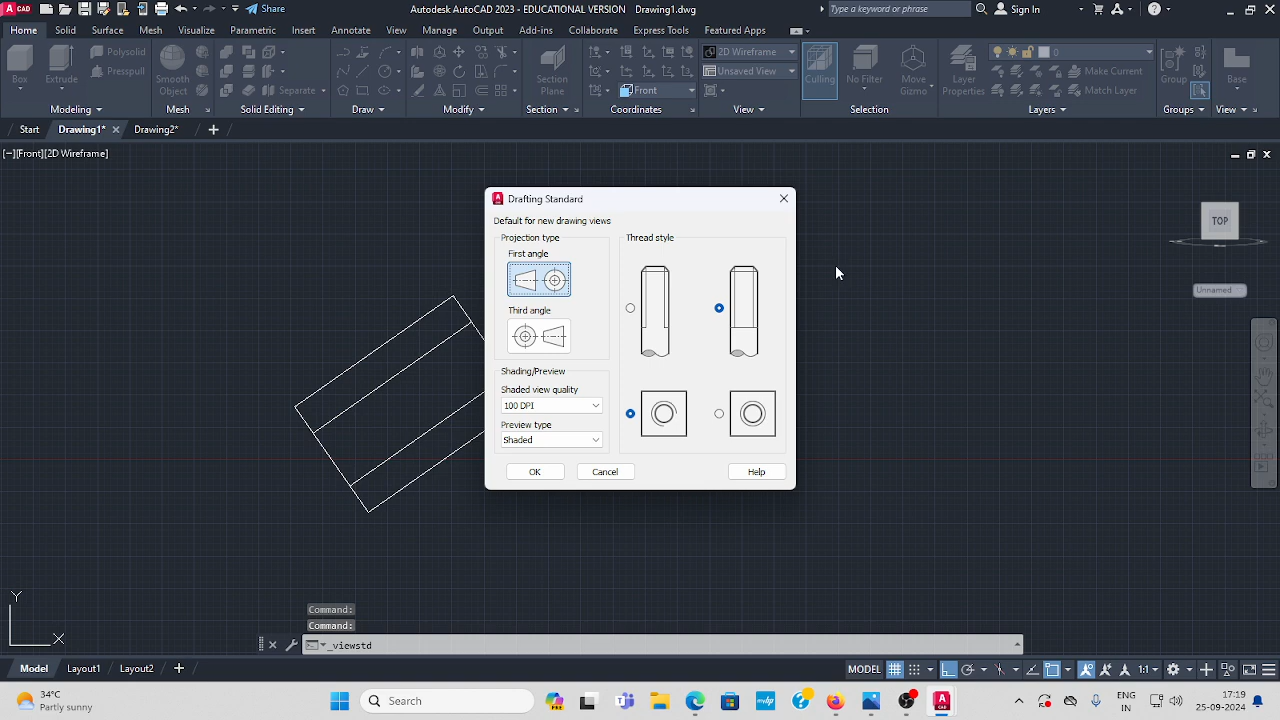 CAD
Share
Autodesk AutoCAD 2023 - EDUCATIONAL VERSION Drawing1.dwg
Type a keyword or phrase
Sign In
Home Solid Surface Mesh Visualize Parametric Insert Annotate View Manage Output Add-ins Collaborate Express Tools Featured Apps
Box
Extrude
Polysolid
Presspull
Smooth
Object
Separate
Section
Plane
Front
2D Wireframe
Unsaved View
Culling
No Filter
Move
Gizmo
Layer
Properties
0
Make Current
Match Layer
Group
Base
Modeling
Mesh
Solid Editing
Draw
Modify
Section
Coordinates
View
Selection
Layers
Groups
View
Start
Drawing1*
Drawing2*
[−][Front][2D Wireframe]
TOP
Unnamed
Drafting Standard
Default for new drawing views
Projection type
First angle
Third angle
Shading/Preview
Shaded view quality
100 DPI
Preview type
Shaded
Thread style
OK
Cancel
Help
Y
X
Command:
Command:
_viewstd
Model
Layout1
Layout2
MODEL
1:1
34°C
Partly sunny
Search
ENG
IN
17:19
25-09-2024